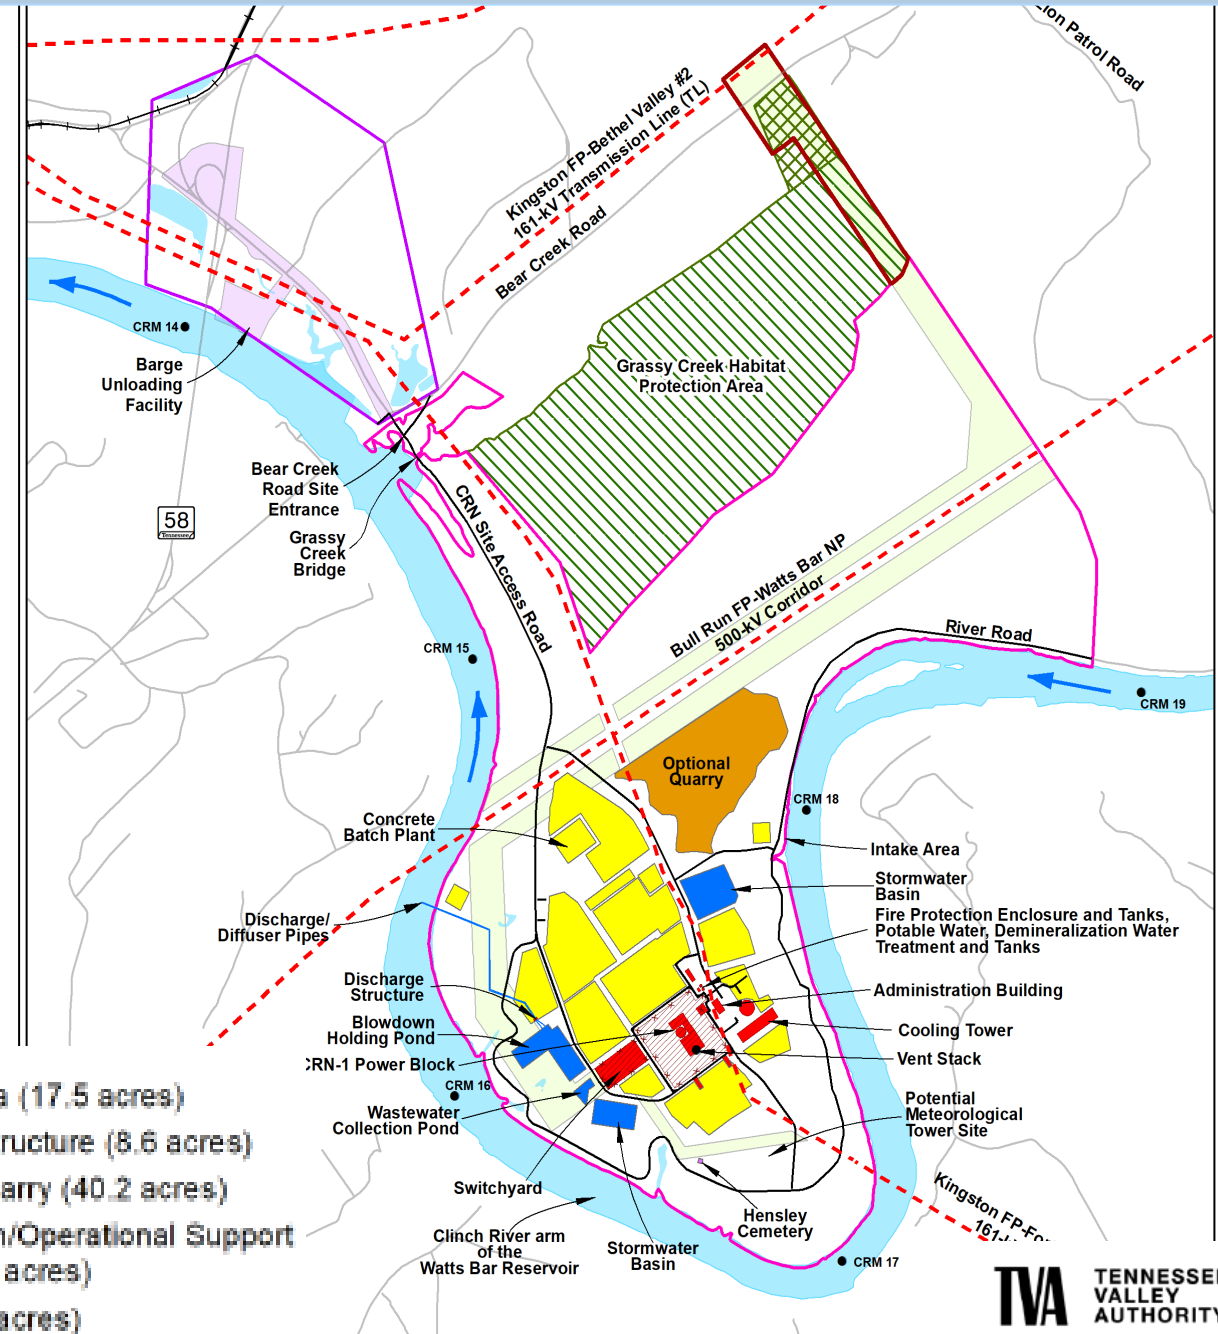 Patrol Road
Kingston FP-Bethel Valley #2
161-kV Transmission Line (TL)
Bear Creek Road
CRM 14
Barge
Unloading
Facility
Grassy Creek Habitat
Protection Area
Bear Creek
Road Site
Entrance
58
Tennessee
Grassy
Creek
Bridge
CRN Site Access Road
Bull Run FP-Watts Bar NP
500-kV Corridor
River Road
CRM 15
CRM 19
Optional
Quarry
CRM 18
Concrete
Batch Plant
Intake Area
Stormwater
Basin
Discharge/
Diffuser Pipes
Fire Protection Enclosure and Tanks,
Potable Water, Demineralization Water
Treatment and Tanks
Discharge
Structure
Administration Building
Blowdown
Holding Pond
Cooling Tower
CRN-1 Power Block
Vent Stack
CRM 16
Wastewater
Collection Pond
Potential
Meteorological
Tower Site
a (17.5 acres)
ructure (8.6 acres)
arry (40.2 acres)
n/Operational Support
acres)
acres)
Switchyard
Hensley
Cemetery
Kingston FP-Fo
161-k
Clinch River arm
of the
Watts Bar Reservoir
Stormwater
Basin
CRM 17
TVA
TENNESSEE
VALLEY
AUTHORITY